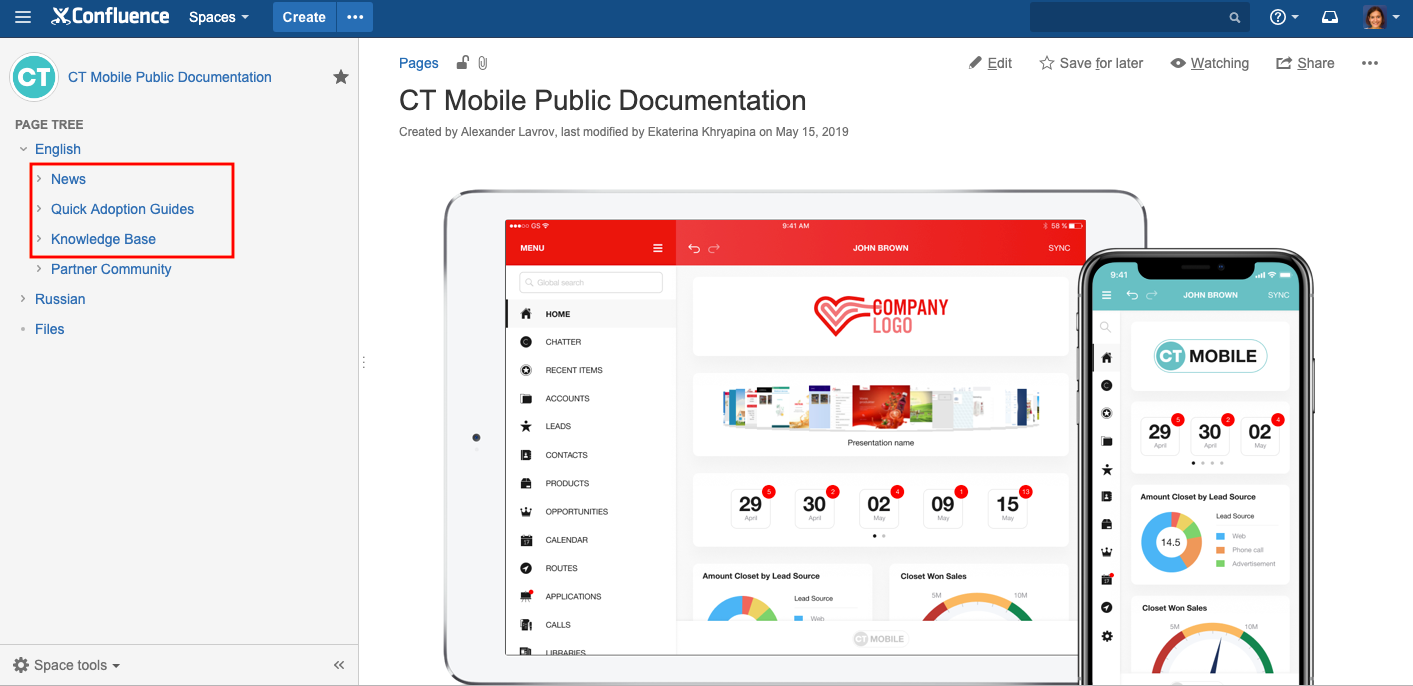 Confluence Spaces Create
CT CT Mobile Public Documentation
PAGE TREE
English
News
Quick Adoption Guides
Knowledge Base
Partner Community
Russian
Files
Space tools
Pages
Edit Save for later Watching Share
CT Mobile Public Documentation
Created by Alexander Lavrov, last modified by Ekaterina Khryapina on May 15, 2019
GS 9:41 AM 58 %
MENU JOHN BROWN SYNC
Global search
HOME
CHATTER
RECENT ITEMS
ACCOUNTS
LEADS
CONTACTS
PRODUCTS
OPPORTUNITIES
CALENDAR
ROUTES
APPLICATIONS
CALLS
LIBRARIES
COMPANY
LOGO
Presentation name
5 2 4 1 13
29 30 02 09 15
April April May May May
Amount Closet by Lead Source
Lead Source
Web
Closet Won Sales
5M 10M
CT MOBILE
9:41
JOHN BROWN SYNC
CT MOBILE
5 2 4
29 30 02
April April May
Amount Closet by Lead Source
Lead Source
14.5
Web
Phone call
Advertisement
Closet Won Sales
5M 10M